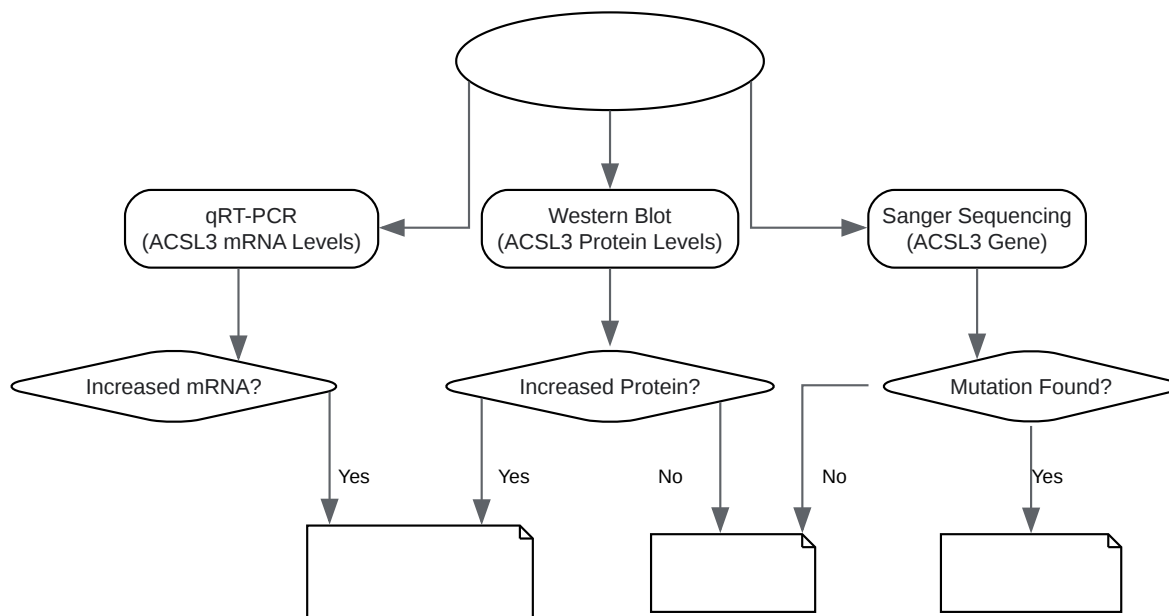 qRT-PCR
(ACSL3 mRNA Levels)
Western Blot
(ACSL3 Protein Levels)
Sanger Sequencing
(ACSL3 Gene)
Increased mRNA?
Increased Protein?
Mutation Found?
Yes
Yes
No
No
Yes